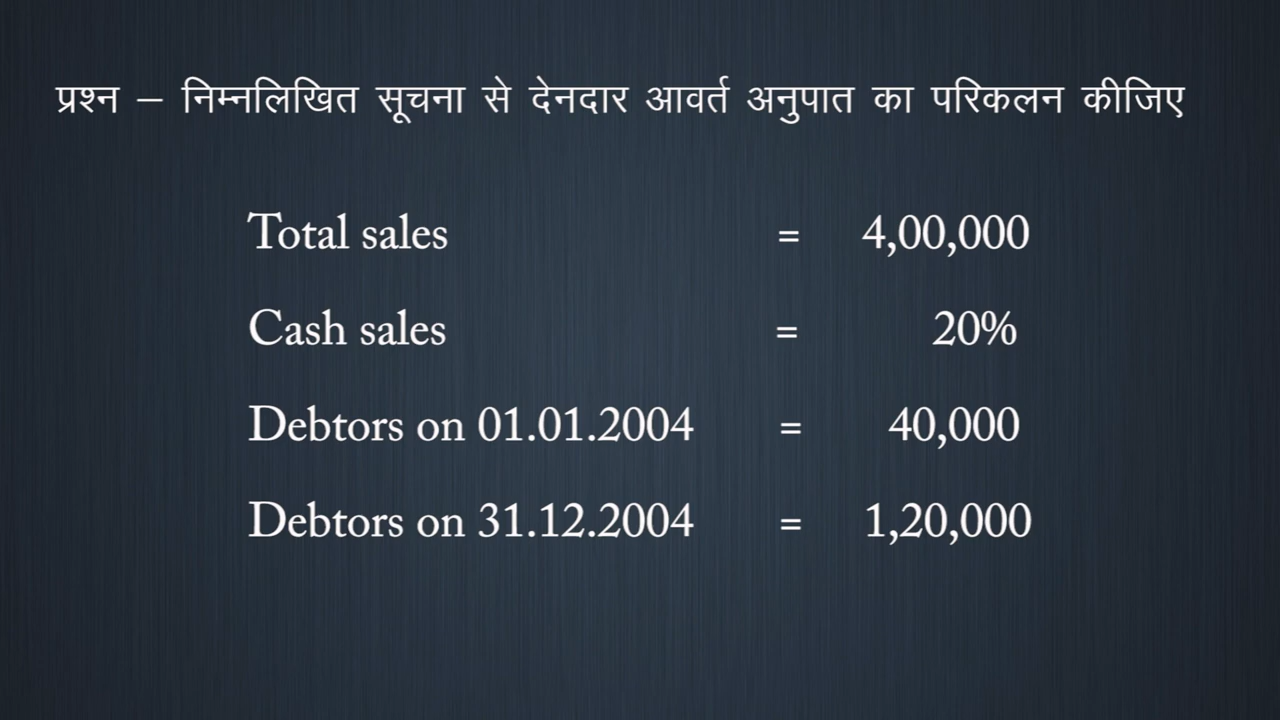 प्रश्न – निम्नलिखित सूचना से देनदार आवर्त अनुपात का परिकलन कीजिए
Total sales = 4,00,000
Cash sales = 20%
Debtors on 01.01.2004 = 40,000
Debtors on 31.12.2004 = 1,20,000